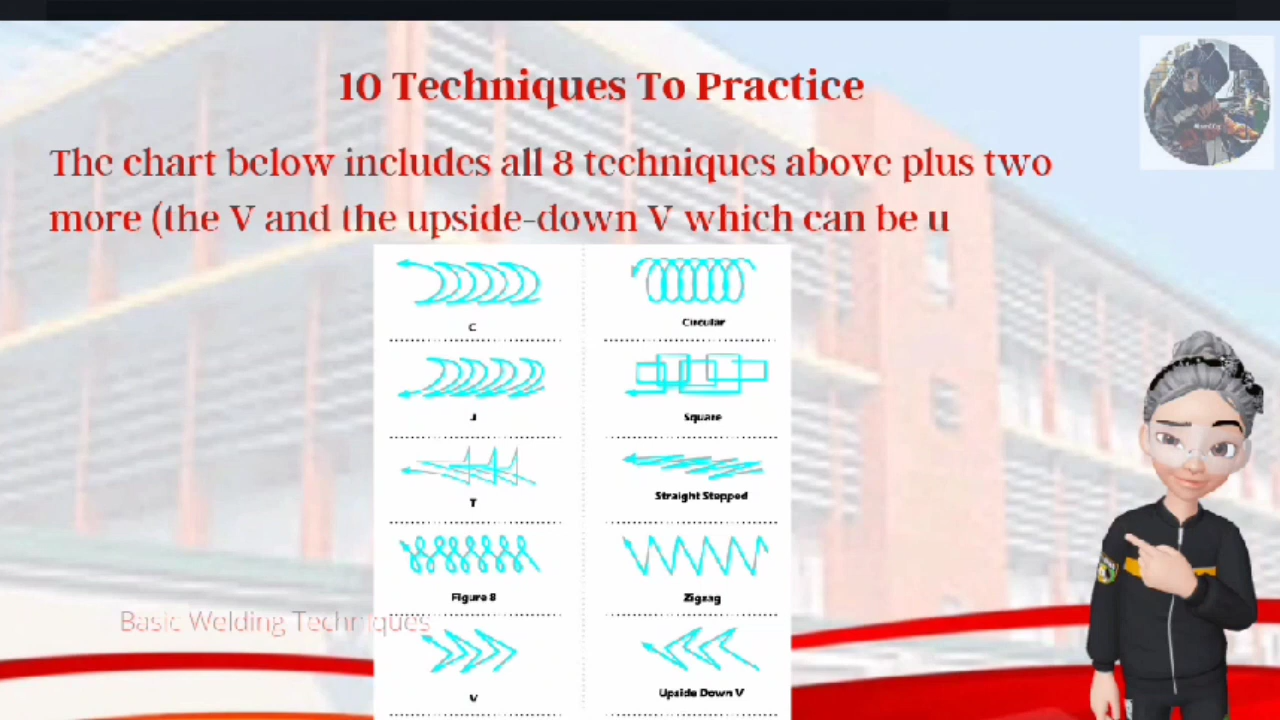 10 Techniques To Practice
The chart below includes all 8 techniques above plus two
more (the V and the upside-down V which can be u
C
Circular
J
Square
T
Straight Stepped
Figure 8
Zigzag
Basic Welding Techniques
V
Upside Down V